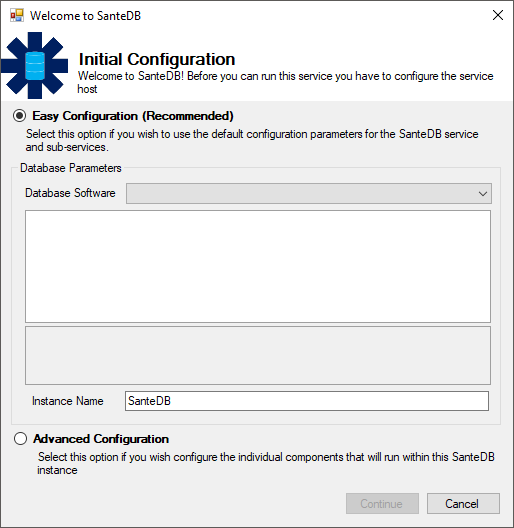 Welcome to SanteDB
Initial Configuration
Welcome to SanteDB! Before you can run this service you have to configure the service
host
Easy Configuration (Recommended)
Select this option if you wish to use the default configuration parameters for the SanteDB service
and sub-services.
Database Parameters
Database Software
Instance Name
SanteDB
Advanced Configuration
Select this option if you wish configure the individual components that will run within this SanteDB
instance
Continue
Cancel